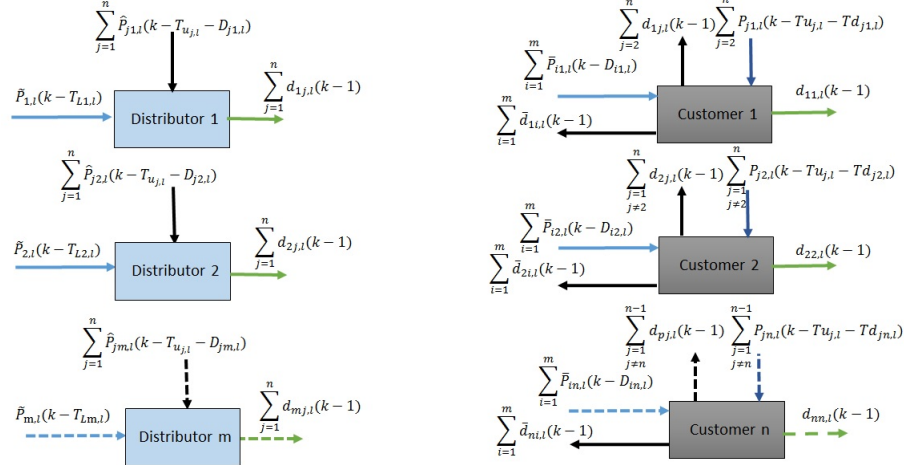 ∑_{j=1}^{n} P̂_{j1,l}(k − T_{u_{j,l}} − D_{j1,l})
P̃_{1,l}(k − T_{L1,l})
Distributor 1
∑_{j=1}^{n} d_{1j,l}(k − 1)
∑_{j=1}^{n} P̂_{j2,l}(k − T_{u_{j,l}} − D_{j2,l})
P̃_{2,l}(k − T_{L2,l})
Distributor 2
∑_{j=1}^{n} d_{2j,l}(k − 1)
∑_{j=1}^{n} P̂_{jm,l}(k − T_{u_{j,l}} − D_{jm,l})
P̃_{m,l}(k − T_{Lm,l})
Distributor m
∑_{j=1}^{n} d_{mj,l}(k − 1)
∑_{j=2}^{n} d_{1j,l}(k − 1)
∑_{j=2}^{n} P_{j1,l}(k − Tu_{j,l} − Td_{j1,l})
∑_{i=1}^{m} P̄_{i1,l}(k − D_{i1,l})
∑_{i=1}^{m} d̄_{1i,l}(k − 1)
Customer 1
d_{11,l}(k − 1)
∑_{j=1, j≠2}^{n} d_{2j,l}(k − 1)
∑_{j=1, j≠2}^{n} P_{j2,l}(k − Tu_{j,l} − Td_{j2,l})
∑_{i=1}^{m} P̄_{i2,l}(k − D_{i2,l})
∑_{i=1}^{m} d̄_{2i,l}(k − 1)
Customer 2
d_{22,l}(k − 1)
∑_{j=1, j≠n}^{n−1} d_{pj,l}(k − 1)
∑_{j=1, j≠n}^{n−1} P_{jn,l}(k − Tu_{j,l} − Td_{jn,l})
∑_{i=1}^{m} P̄_{in,l}(k − D_{in,l})
∑_{i=1}^{m} d̄_{ni,l}(k − 1)
Customer n
d_{nn,l}(k − 1)